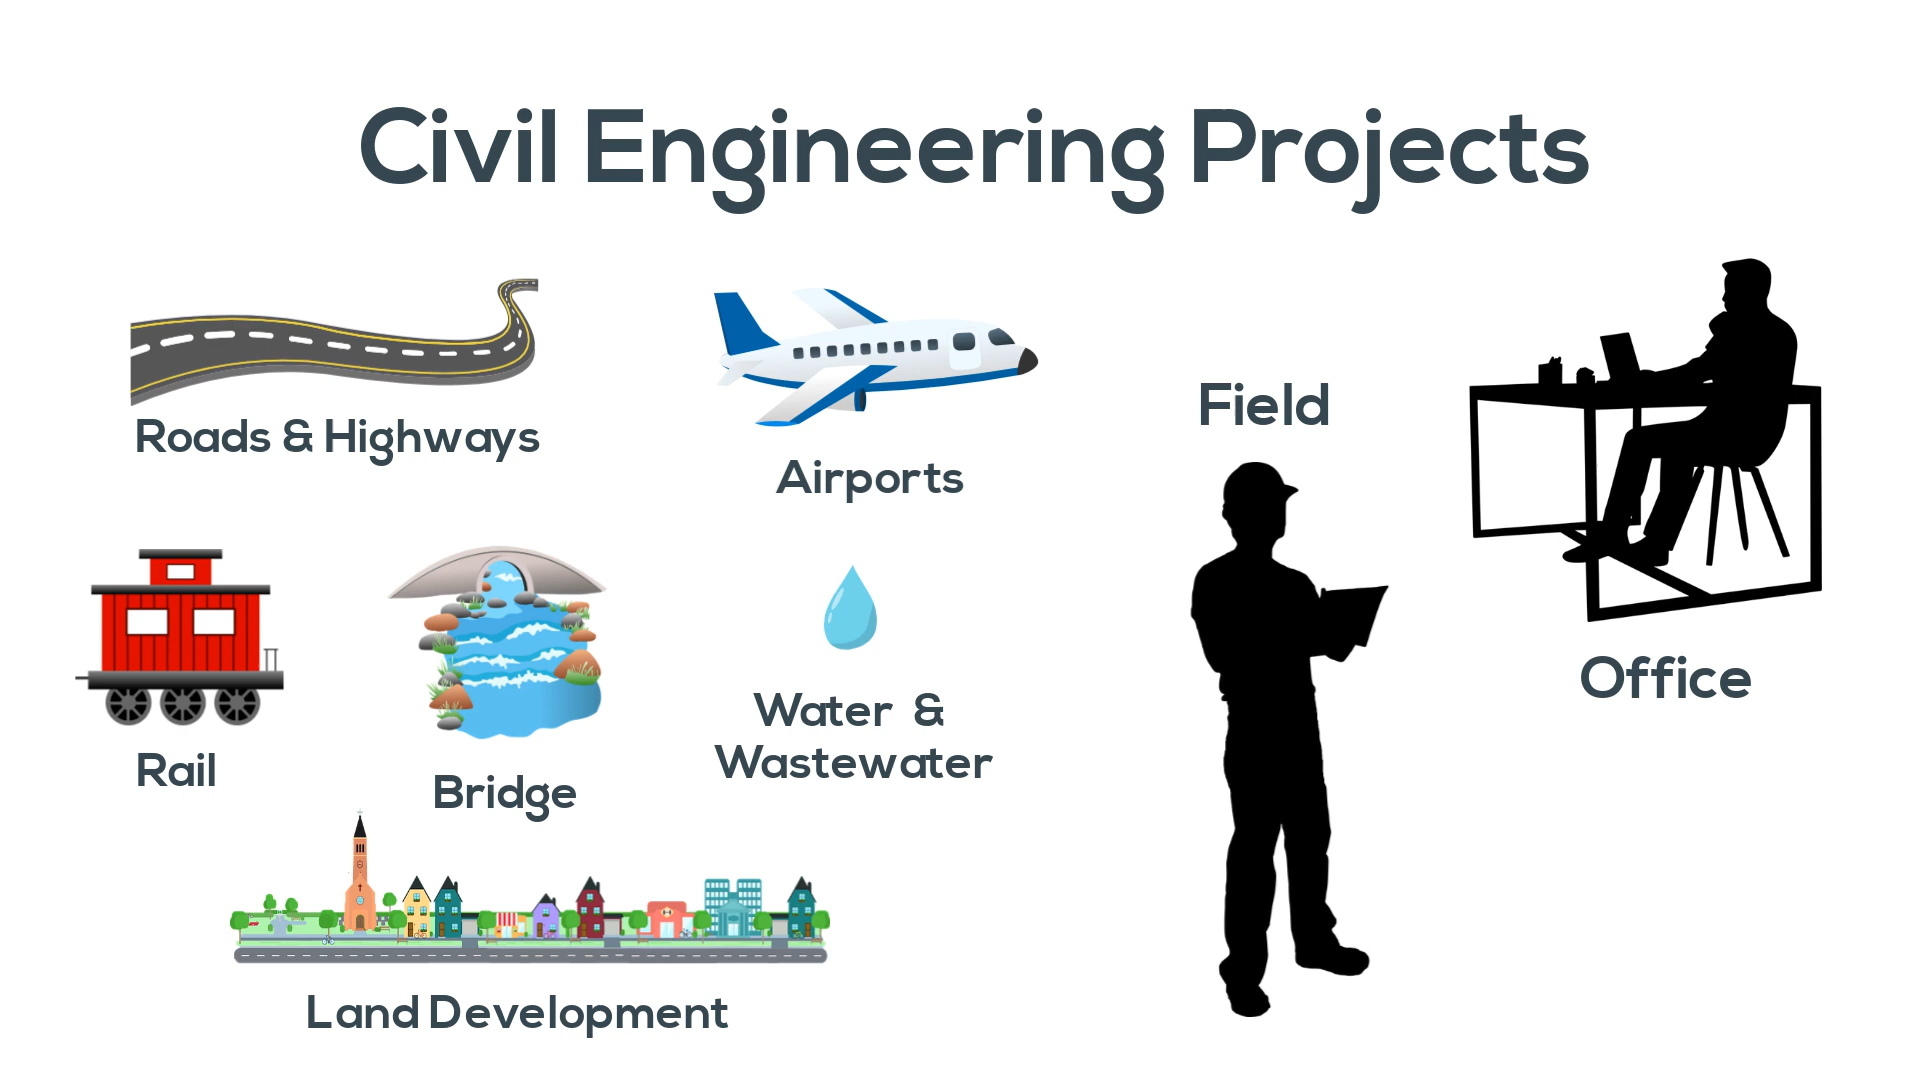 Civil Engineering Projects
Roads & Highways
Airports
Field
Rail
Bridge
Water &
Wastewater
Office
Land Development